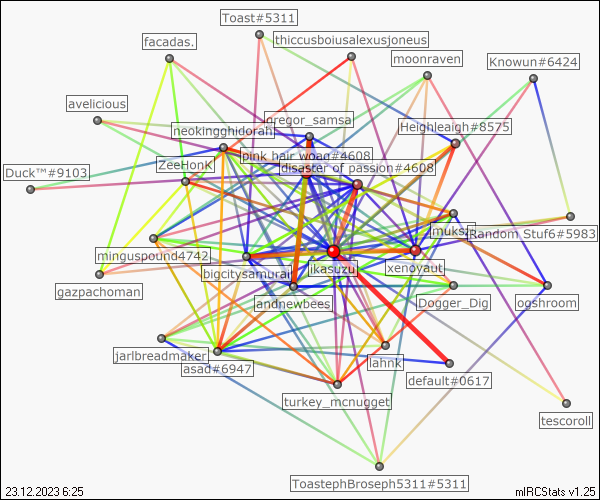 Toast#5311
facadas.
thiccusboiusalexusjoneus
moonraven
Knowun#6424
avelicious
gregor_samsa
neokingghidorah
Heighleaigh#8575
pink hair woag#4608
disaster of passion#4608
ZeeHonK
Duck™#9103
muks
Random Stuf6#5983
minguspound4742
bigcitysamurai
ikasuzu
xenoyaut
gazpachoman
andnewbees
Dogger_Dig
ogshroom
jarlbreadmaker
asad#6947
lahnk
default#0617
turkey_mcnugget
tescoroll
ToastephBroseph5311#5311
23.12.2023 6:25
mIRCStats v1.25